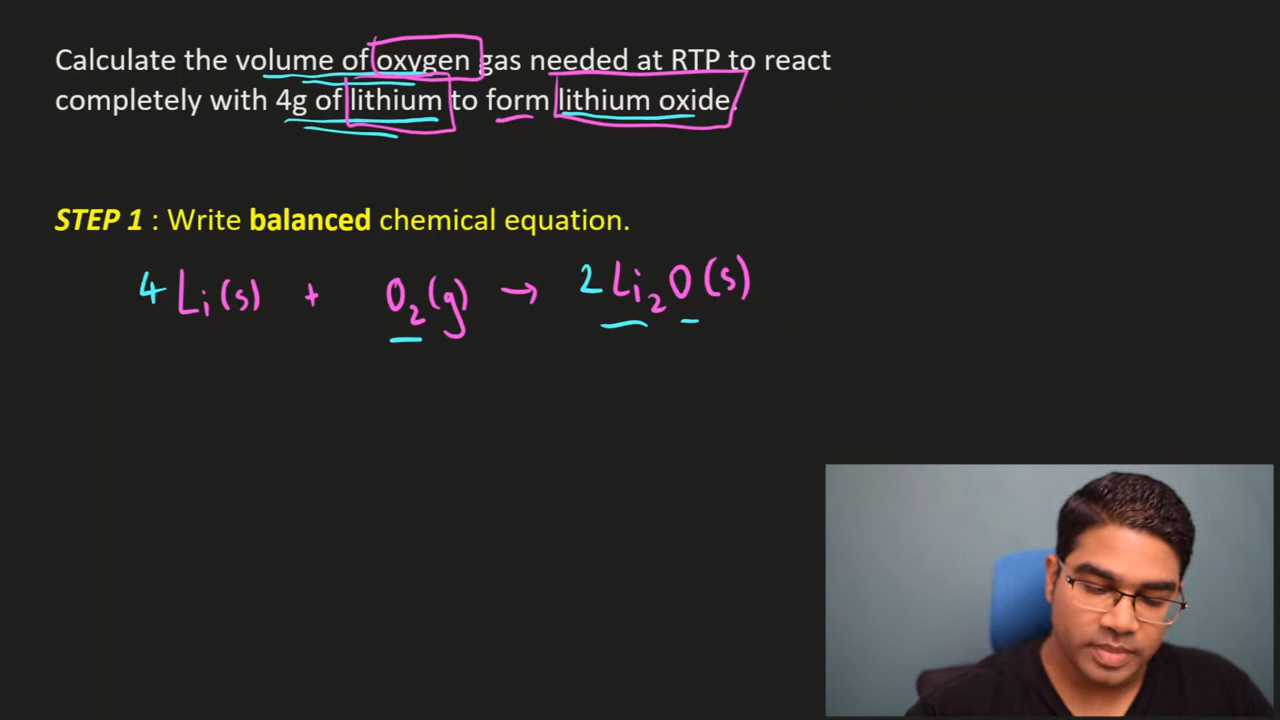 Calculate the volume of oxygen gas needed at RTP to react
completely with 4g of lithium to form lithium oxide.
STEP 1 : Write balanced chemical equation.
4 Li (s) + O₂ (g) → 2 Li₂O (s)